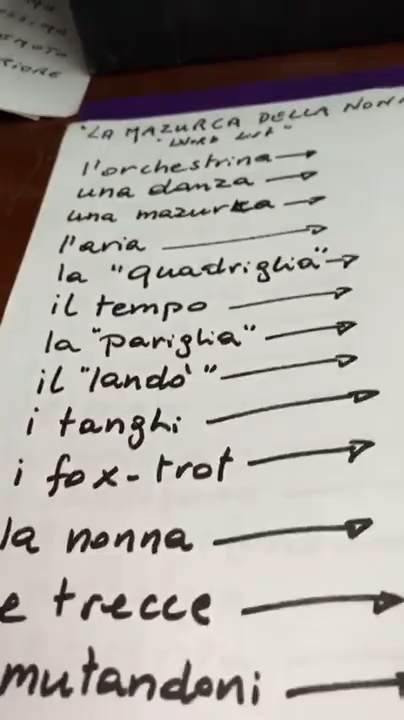 "LA MAZURCA DELLA NONN
"WORD LIST"
l'orchestrina
una danza
una mazurka
l'aria
la "quadriglia"
il tempo
la "pariglia"
il "landò"
i tanghi
i fox-trot
la nonna
e trecce
mutandoni